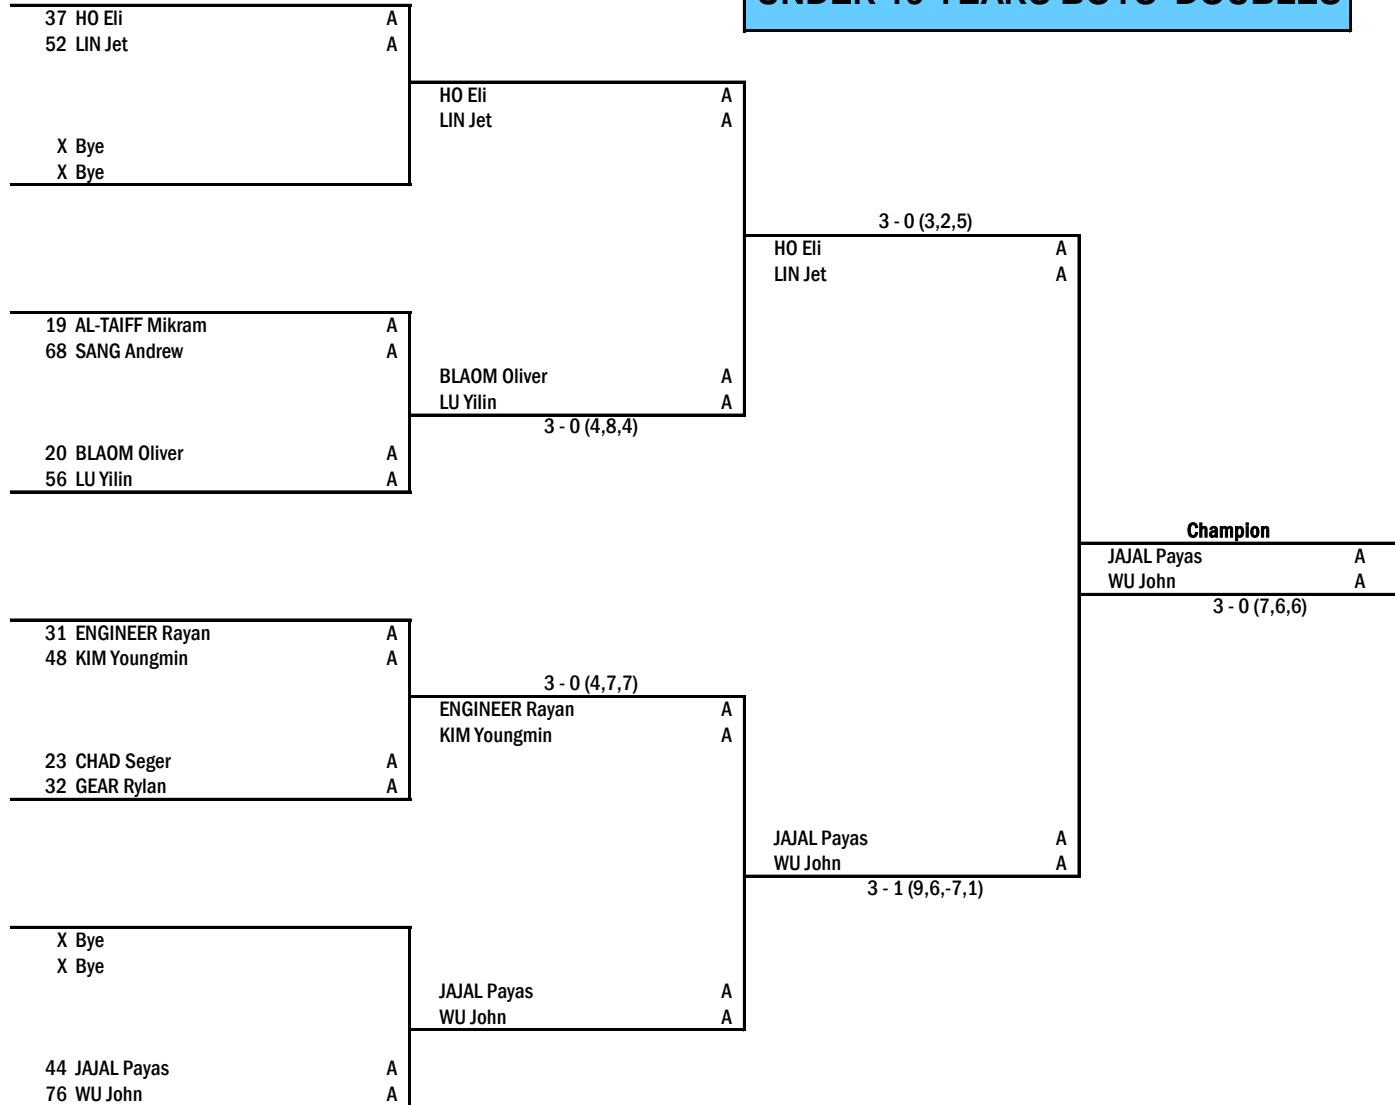 37 HO Eli A
52 LIN Jet A
X Bye
X Bye
19 AL-TAIFF Mikram A
68 SANG Andrew A
20 BLAOM Oliver A
56 LU Yilin A
31 ENGINEER Rayan A
48 KIM Youngmin A
23 CHAD Seger A
32 GEAR Rylan A
X Bye
X Bye
44 JAJAL Payas A
76 WU John A
HO Eli A
LIN Jet A
BLAOM Oliver A
LU Yilin A
3 - 0 (4,8,4)
3 - 0 (4,7,7)
ENGINEER Rayan A
KIM Youngmin A
JAJAL Payas A
WU John A
3 - 0 (3,2,5)
HO Eli A
LIN Jet A
JAJAL Payas A
WU John A
3 - 1 (9,6,-7,1)
Champion
JAJAL Payas A
WU John A
3 - 0 (7,6,6)